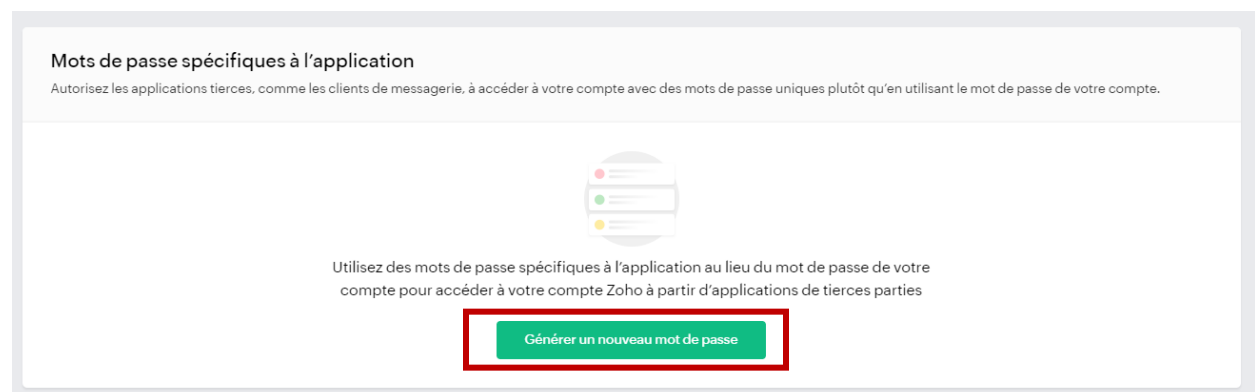 Mots de passe spécifiques à l'application
Autorisez les applications tierces, comme les clients de messagerie, à accéder à votre compte avec des mots de passe uniques plutôt qu'en utilisant le mot de passe de votre compte.
Utilisez des mots de passe spécifiques à l'application au lieu du mot de passe de votre
compte pour accéder à votre compte Zoho à partir d'applications de tierces parties
Générer un nouveau mot de passe